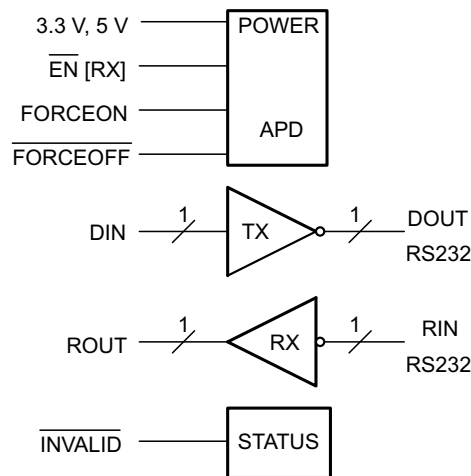 3.3 V, 5 V POWER
EN [RX]
FORCEON APD
FORCEOFF
DIN 1 TX 1 DOUT
RS232
ROUT 1 RX 1 RIN
RS232
INVALID STATUS